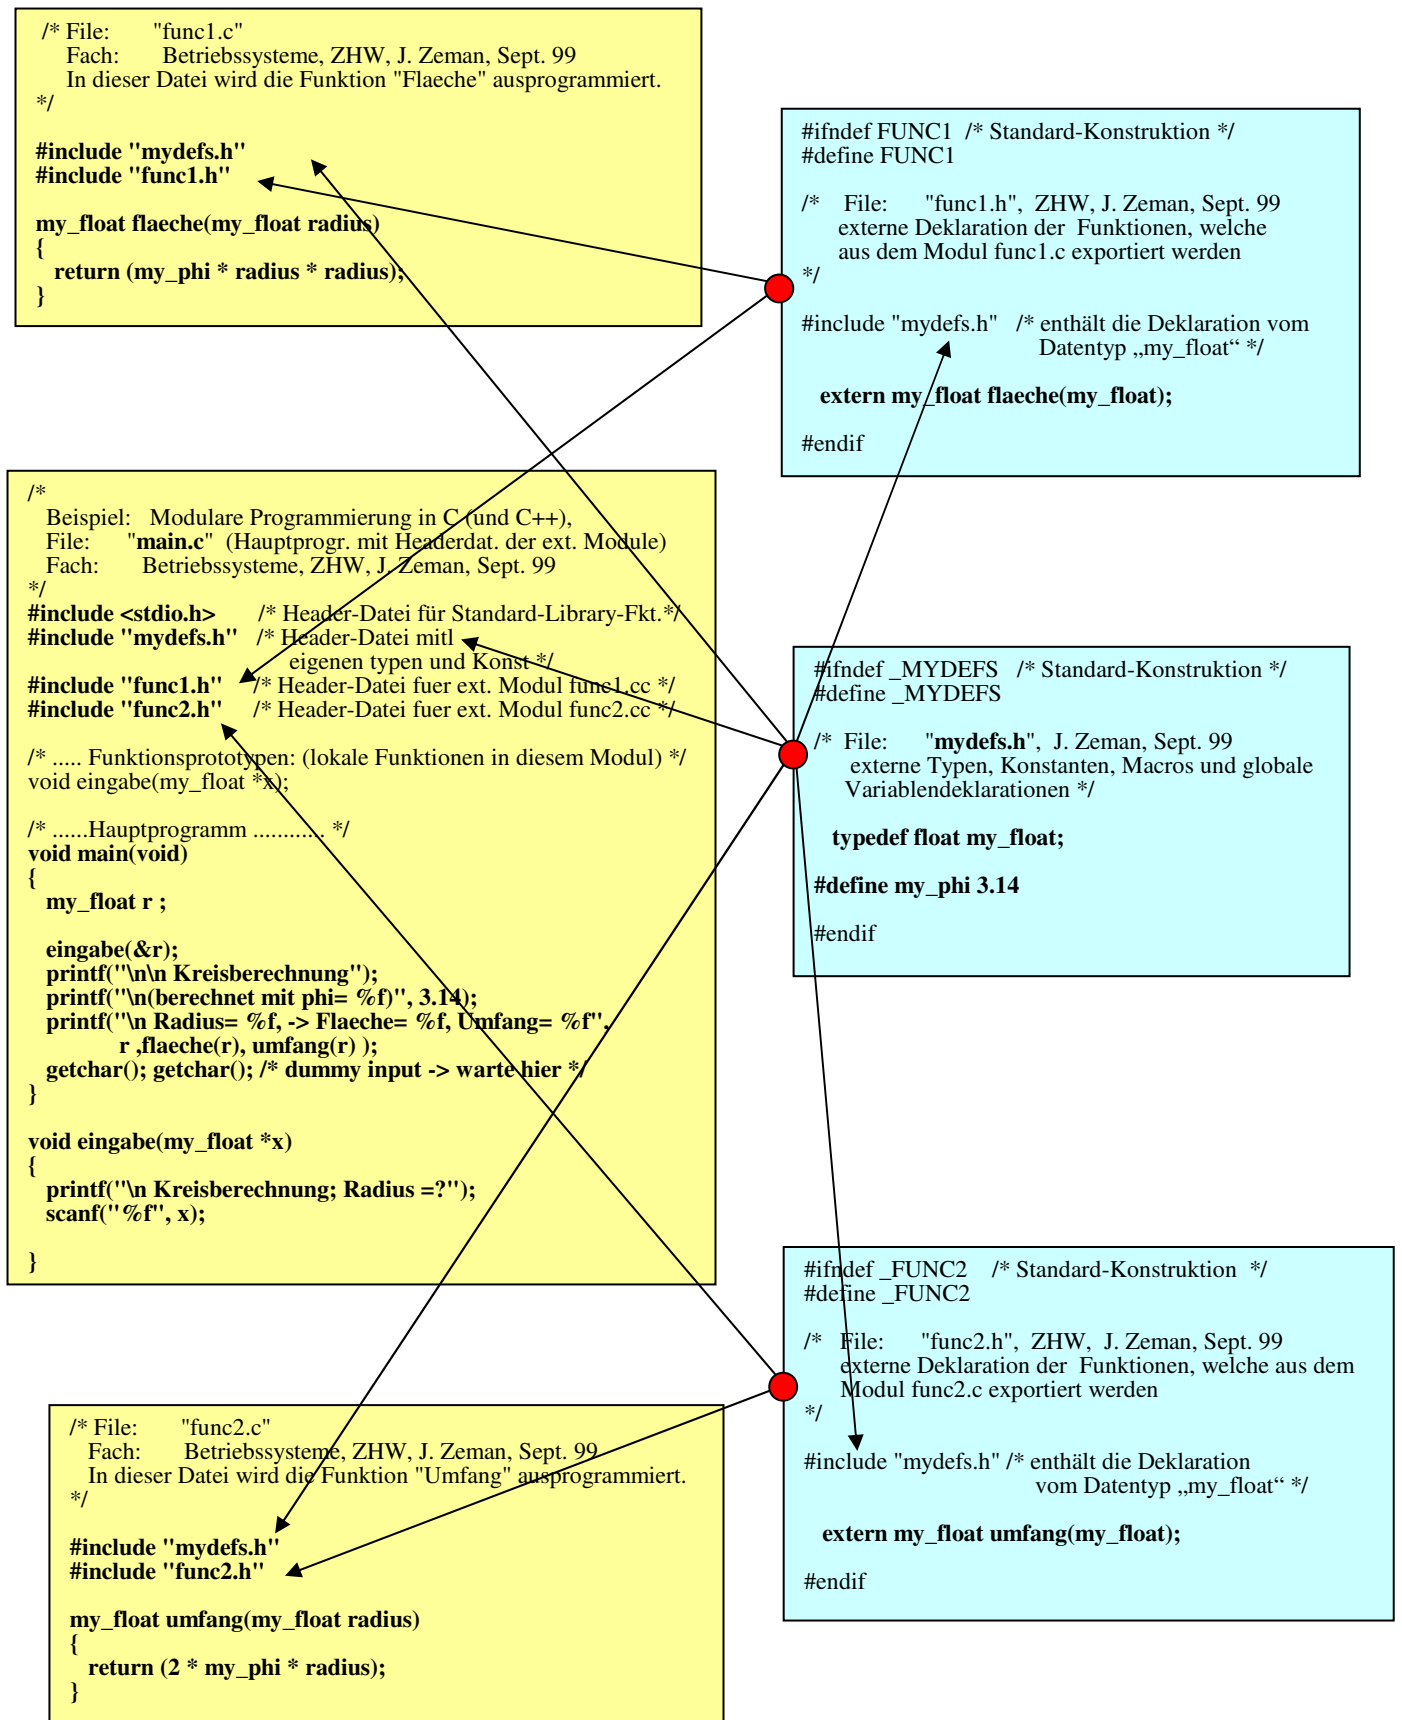 /* File: "func1.c"
Fach: Betriebssysteme, ZHW, J. Zeman, Sept. 99
In dieser Datei wird die Funktion "Flaeche" ausprogrammiert.
*/
#include "mydefs.h"
#include "func1.h"
my_float flaeche(my_float radius)
{
return (my_phi * radius * radius);
}
#ifndef FUNC1 /* Standard-Konstruktion */
#define FUNC1
/* File: "func1.h", ZHW, J. Zeman, Sept. 99
externe Deklaration der Funktionen, welche
aus dem Modul func1.c exportiert werden
*/
#include "mydefs.h" /* enthält die Deklaration vom
Datentyp „my_float“ */
extern my_float flaeche(my_float);
#endif
/*
Beispiel: Modulare Programmierung in C (und C++),
File: "main.c" (Hauptprogr. mit Headerdat. der ext. Module)
Fach: Betriebssysteme, ZHW, J. Zeman, Sept. 99
*/
#include <stdio.h> /* Header-Datei für Standard-Library-Fkt.*/
#include "mydefs.h" /* Header-Datei mitl
eigenen typen und Konst */
#include "func1.h" /* Header-Datei fuer ext. Modul func1.cc */
#include "func2.h" /* Header-Datei fuer ext. Modul func2.cc */
/* ..... Funktionsprototypen: (lokale Funktionen in diesem Modul) */
void eingabe(my_float *x);
/* ......Hauptprogramm ............ */
void main(void)
{
my_float r ;
eingabe(&r);
printf("\n\n Kreisberechnung");
printf("\n(berechnet mit phi= %f)", 3.14);
printf("\n Radius= %f, -> Flaeche= %f, Umfang= %f",
r ,flaeche(r), umfang(r) );
getchar(); getchar(); /* dummy input -> warte hier */
}
void eingabe(my_float *x)
{
printf("\n Kreisberechnung; Radius =?");
scanf("%f", x);
}
#ifndef _MYDEFS /* Standard-Konstruktion */
#define _MYDEFS
/* File: "mydefs.h", J. Zeman, Sept. 99
externe Typen, Konstanten, Macros und globale
Variablendeklarationen */
typedef float my_float;
#define my_phi 3.14
#endif
#ifndef _FUNC2 /* Standard-Konstruktion */
#define _FUNC2
/* File: "func2.h", ZHW, J. Zeman, Sept. 99
externe Deklaration der Funktionen, welche aus dem
Modul func2.c exportiert werden
*/
#include "mydefs.h" /* enthält die Deklaration
vom Datentyp „my_float“ */
extern my_float umfang(my_float);
#endif
/* File: "func2.c"
Fach: Betriebssysteme, ZHW, J. Zeman, Sept. 99
In dieser Datei wird die Funktion "Umfang" ausprogrammiert.
*/
#include "mydefs.h"
#include "func2.h"
my_float umfang(my_float radius)
{
return (2 * my_phi * radius);
}